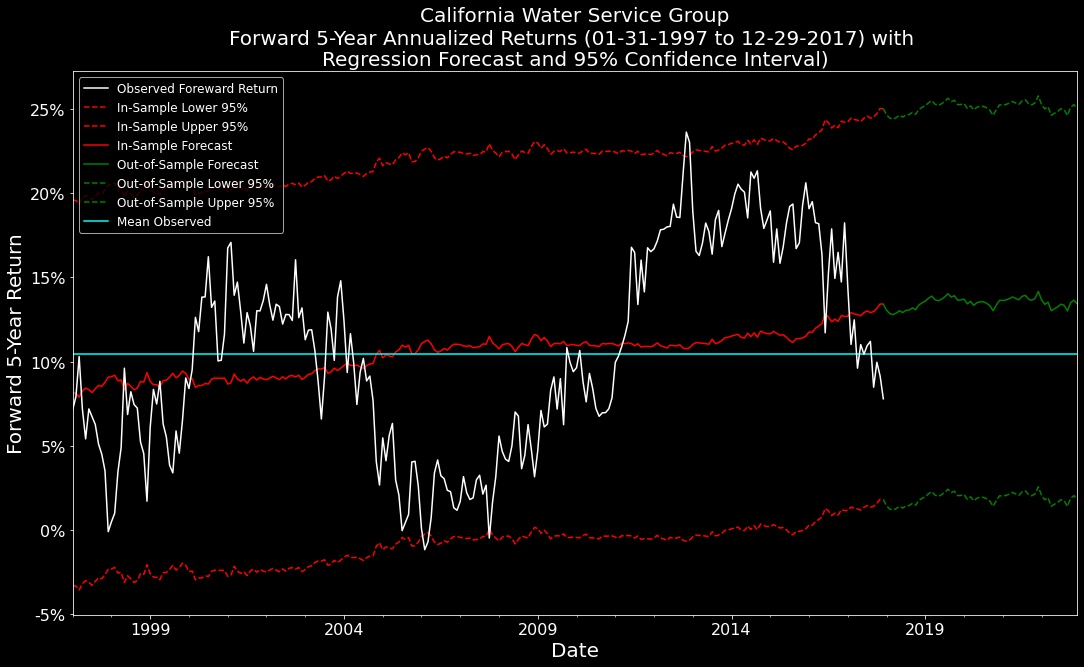 California Water Service Group
Forward 5-Year Annualized Returns (01-31-1997 to 12-29-2017) with
Regression Forecast and 95% Confidence Interval)
Observed Foreward Return
In-Sample Lower 95%
In-Sample Upper 95%
In-Sample Forecast
Out-of-Sample Forecast
Out-of-Sample Lower 95%
Out-of-Sample Upper 95%
Mean Observed
Forward 5-Year Return
25%
20%
15%
10%
5%
0%
-5%
1999
2004
2009
2014
2019
Date